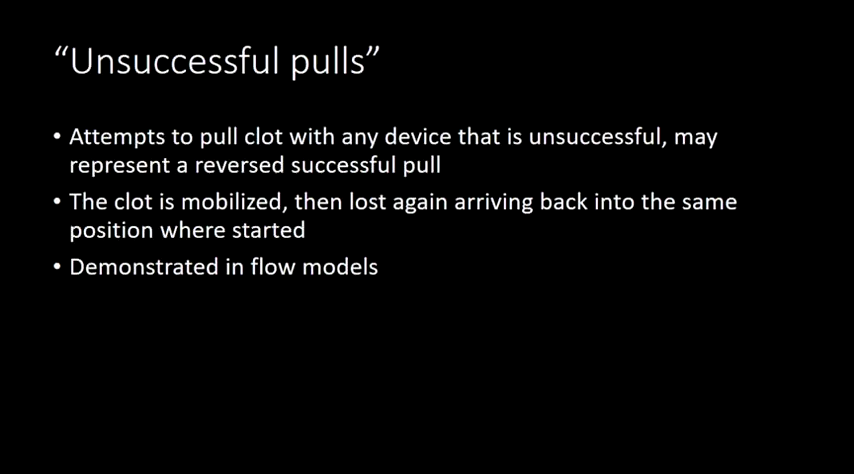 “Unsuccessful pulls”
• Attempts to pull clot with any device that is unsuccessful, may
represent a reversed successful pull
• The clot is mobilized, then lost again arriving back into the same
position where started
• Demonstrated in flow models